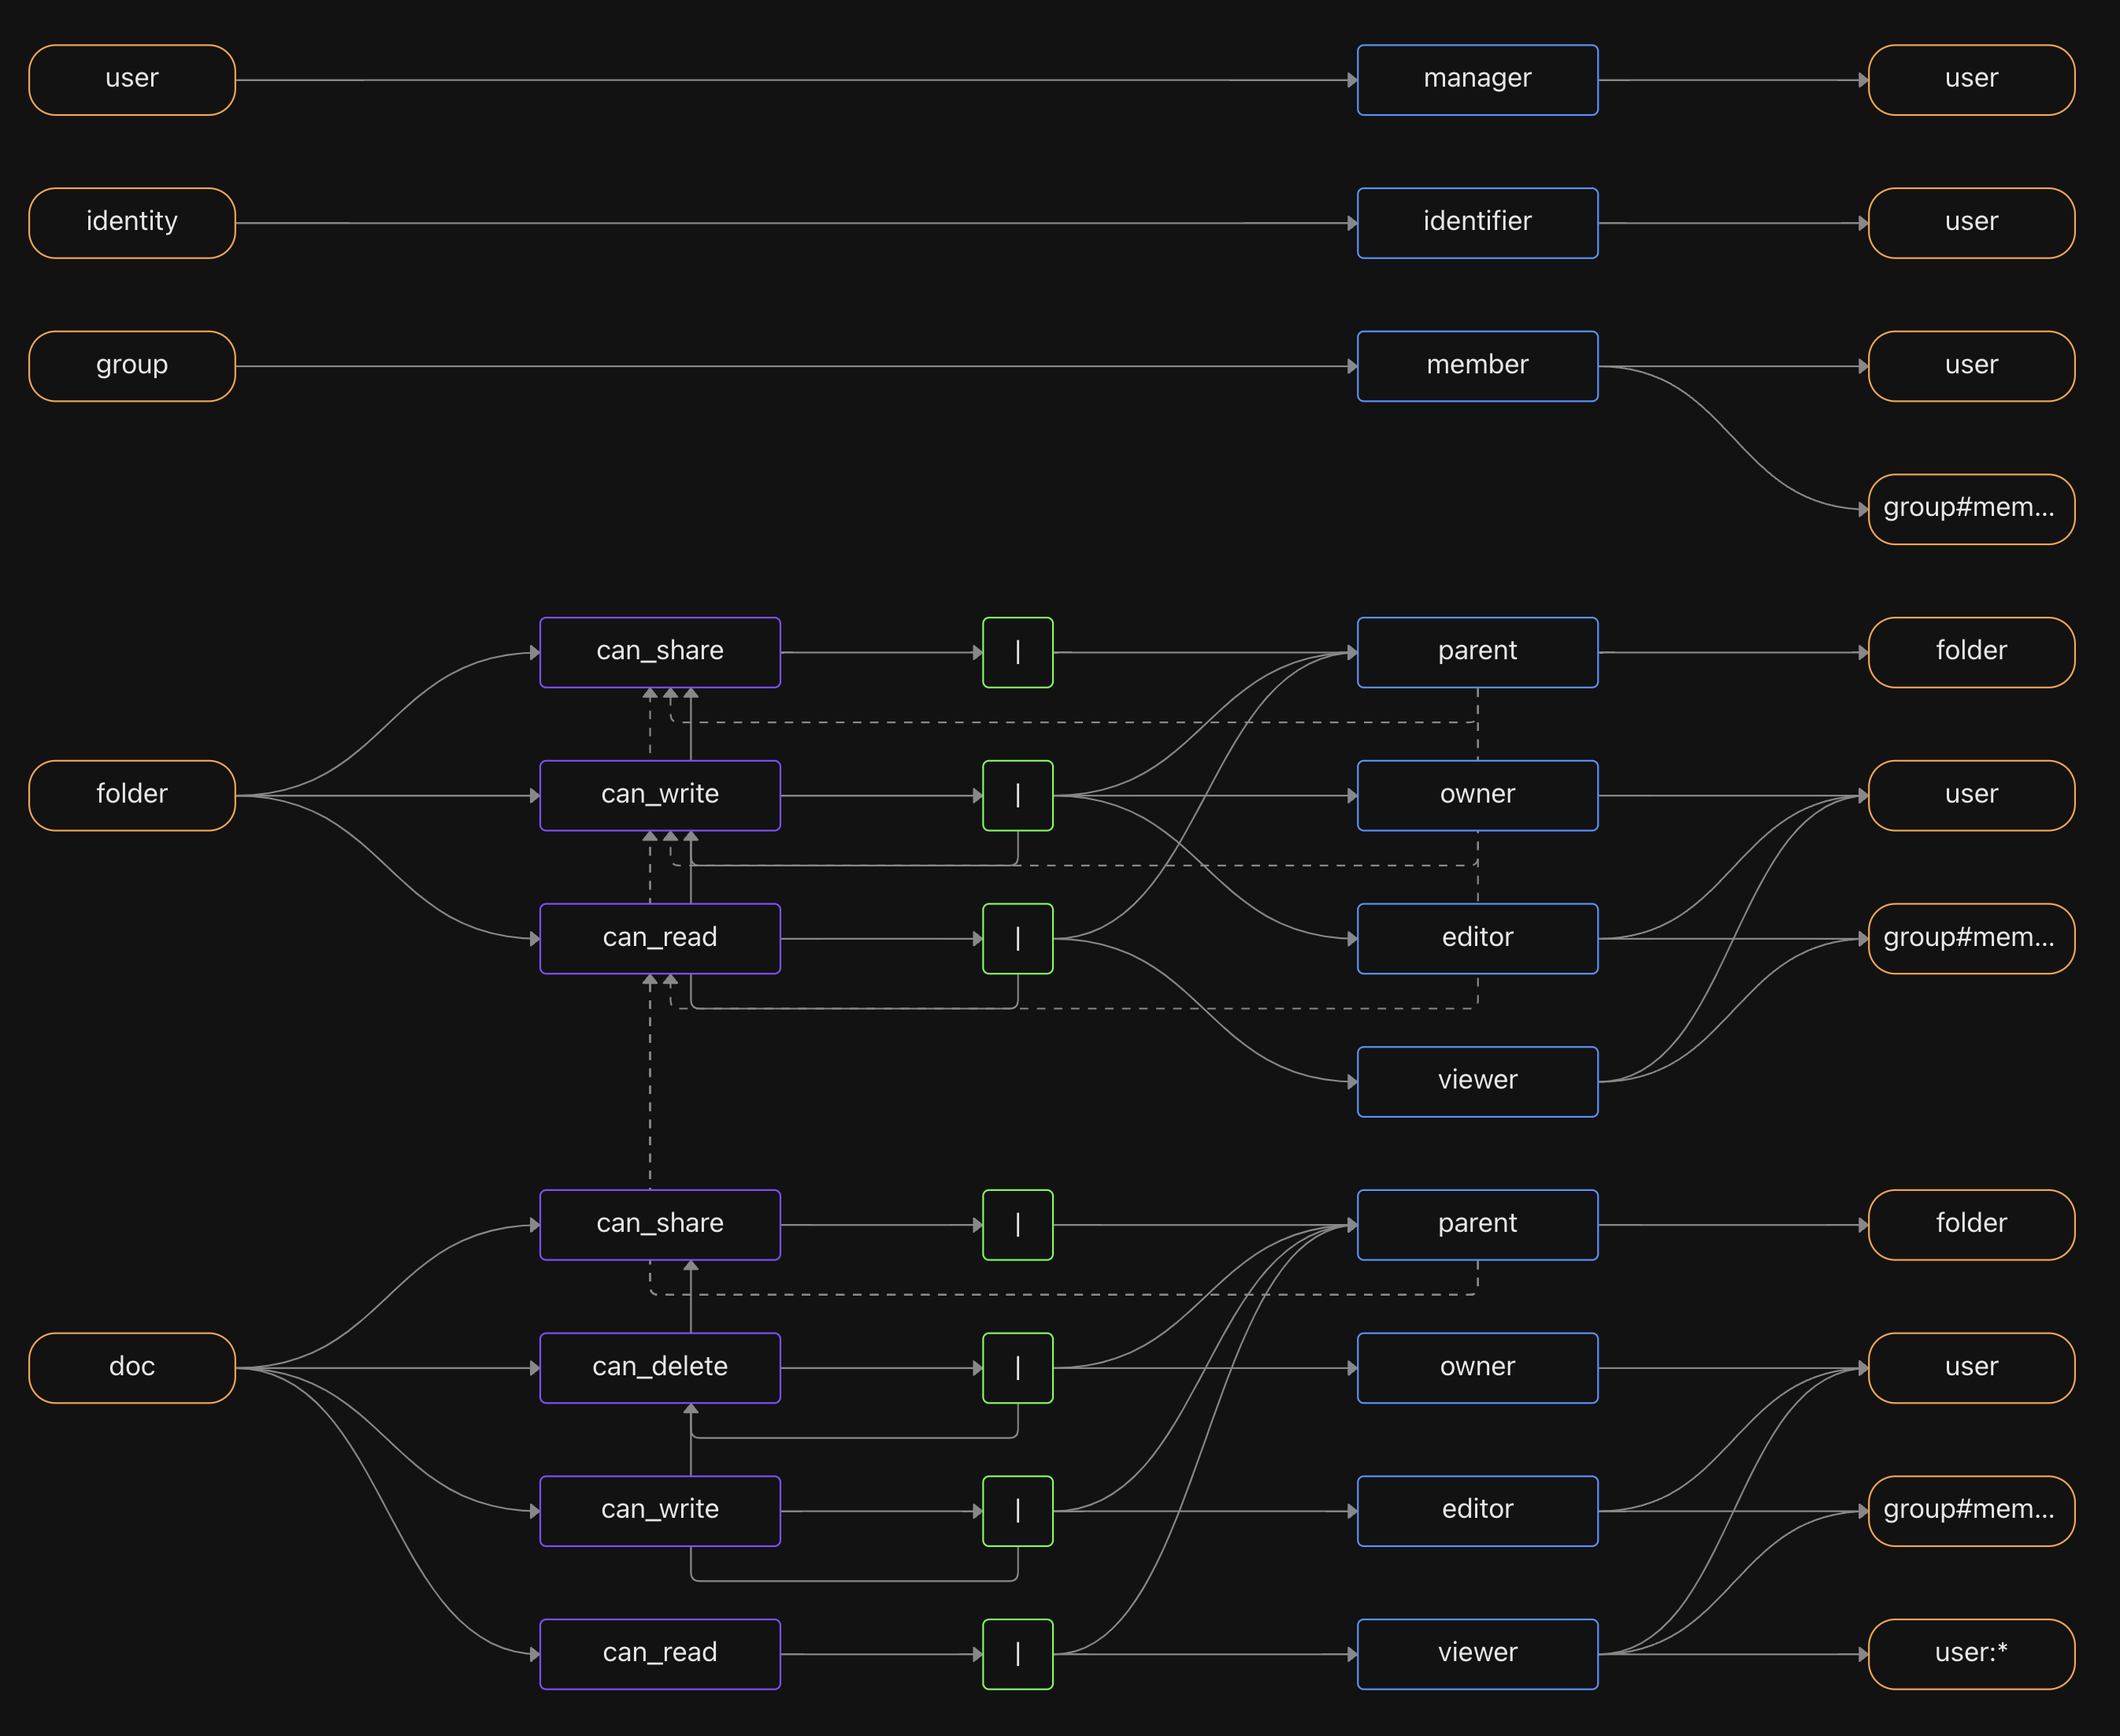 user
manager
user
identity
identifier
user
group
member
user
group#mem...
can_share
|
parent
folder
folder
can_write
|
owner
user
can_read
|
editor
group#mem...
viewer
can_share
|
parent
folder
doc
can_delete
|
owner
user
can_write
|
editor
group#mem...
can_read
|
viewer
user:*